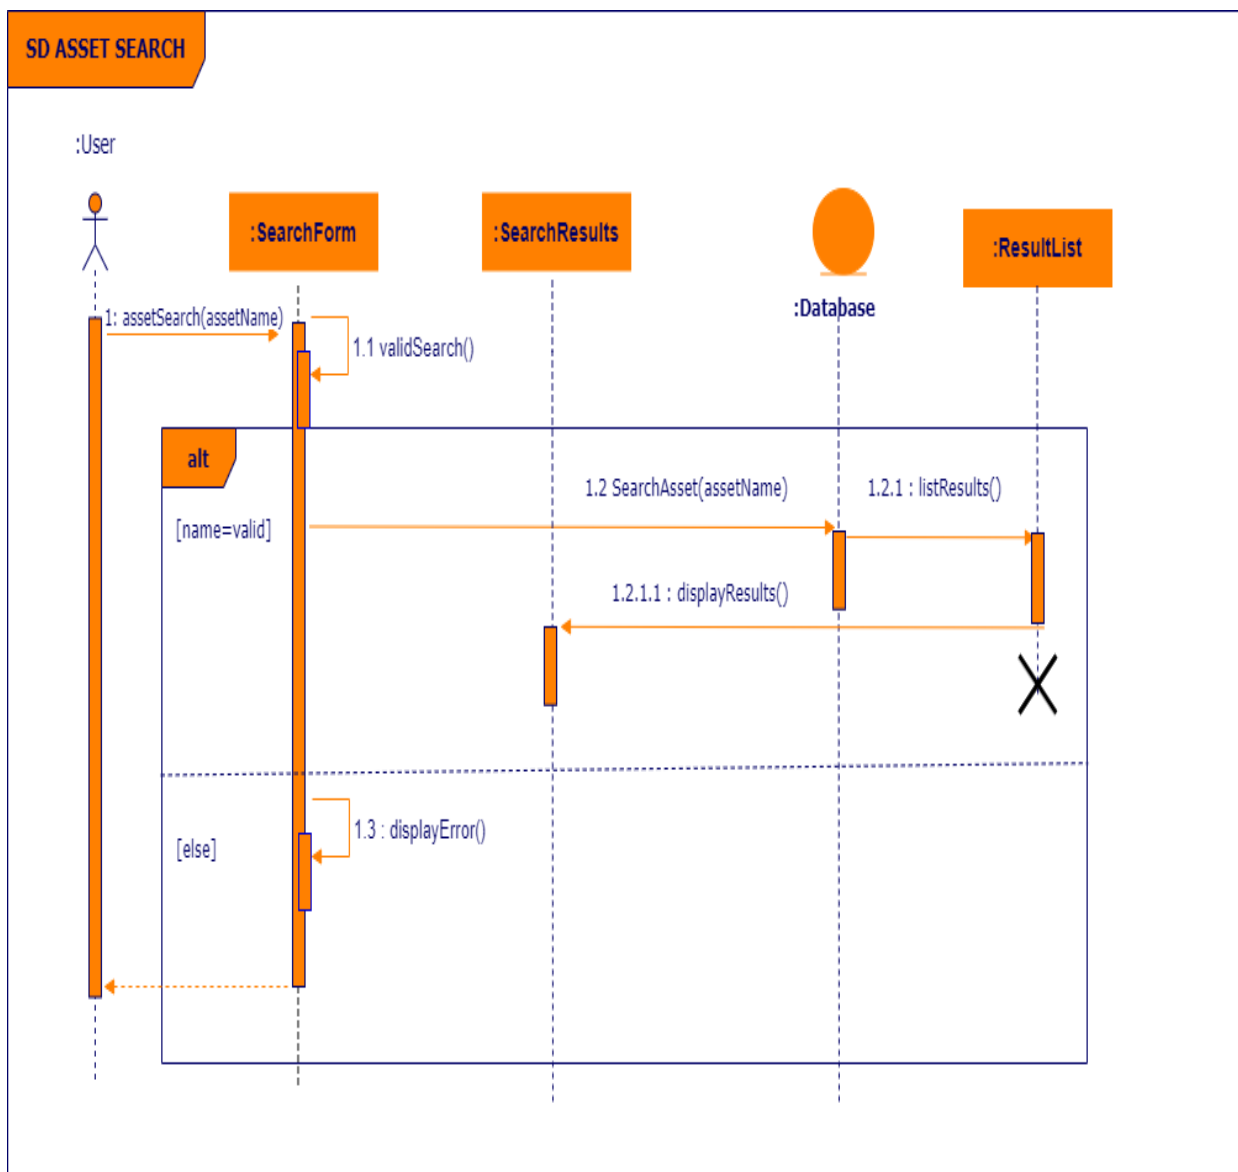 SD ASSET SEARCH
:User
:SearchForm
:SearchResults
:Database
:ResultList
1: assetSearch(assetName)
1.1 validSearch()
alt
[name=valid]
1.2 SearchAsset(assetName)
1.2.1 : listResults()
1.2.1.1 : displayResults()
[else]
1.3 : displayError()